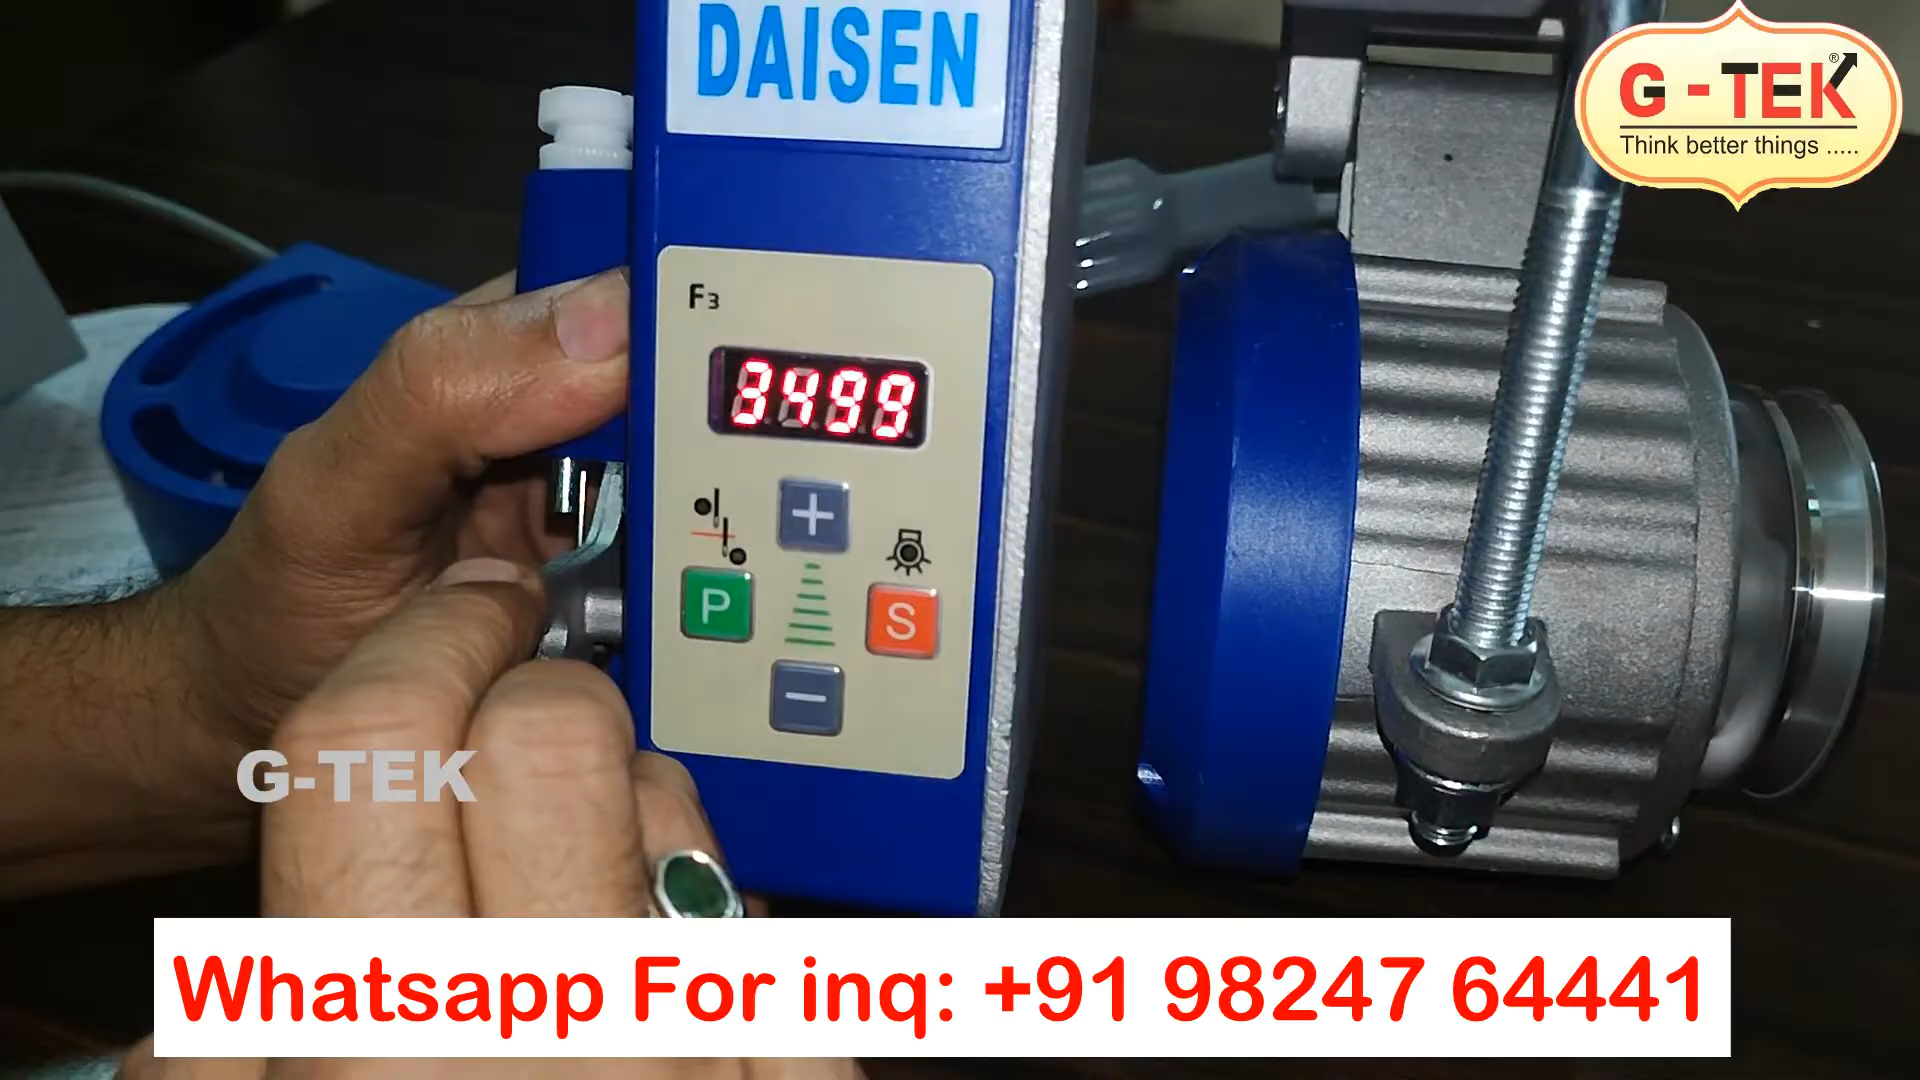 DAISEN
G-TEK®
Think better things .....
F3
3499
+
P
S
−
G-TEK
Whatsapp For inq: +91 98247 64441